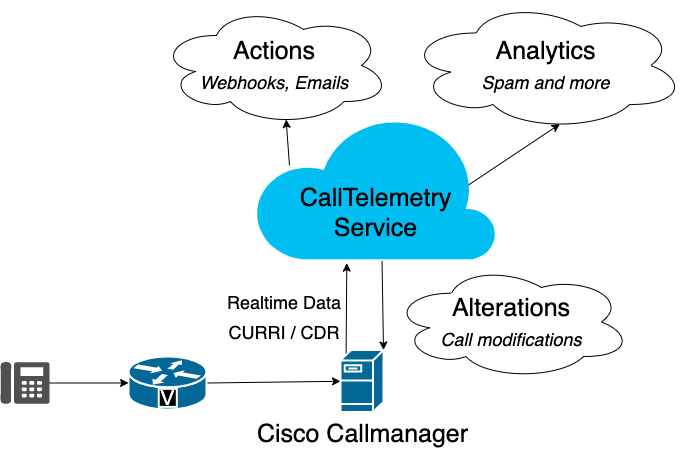 Actions
Webhooks, Emails
Analytics
Spam and more
CallTelemetry
Service
Realtime Data
CURRI / CDR
Alterations
Call modifications
V
Cisco Callmanager